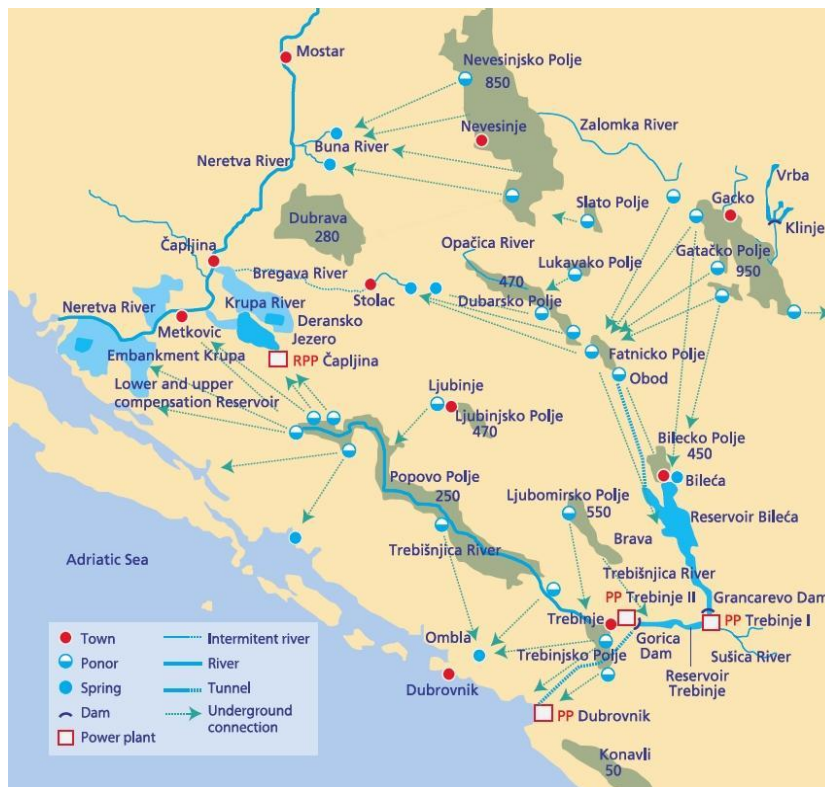 Mostar
Nevesinjsko Polje
850
Nevesinje
Zalomka River
Buna River
Neretva River
Vrba
Gacko
Slato Polje
Klinje
Dubrava
280
Opačica River
Gatačko Polje
950
Čapljina
Lukavako Polje
Bregava River
470
Stolac
Dubarsko Polje
Neretva River
Krupa River
Metkovic
Deransko
Jezero
Fatnicko Polje
Embankment Krupa
RPP Čapljina
Obod
Lower and upper
compensation Reservoir
Ljubinje
Ljubinjsko Polje
470
Bilecko Polje
450
Bileća
Popovo Polje
250
Ljubomirsko Polje
550
Reservoir Bileća
Brava
Trebišnjica River
Adriatic Sea
Trebišnjica River
Grancarevo Dam
PP Trebinje II
PP Trebinje I
Trebinje
Ombla
Gorica
Dam
Sušica River
Trebinjsko Polje
Reservoir
Trebinje
Dubrovnik
PP Dubrovnik
Konavli
50
Town
Ponor
Spring
Dam
Power plant
Intermitent river
River
Tunnel
Underground
connection